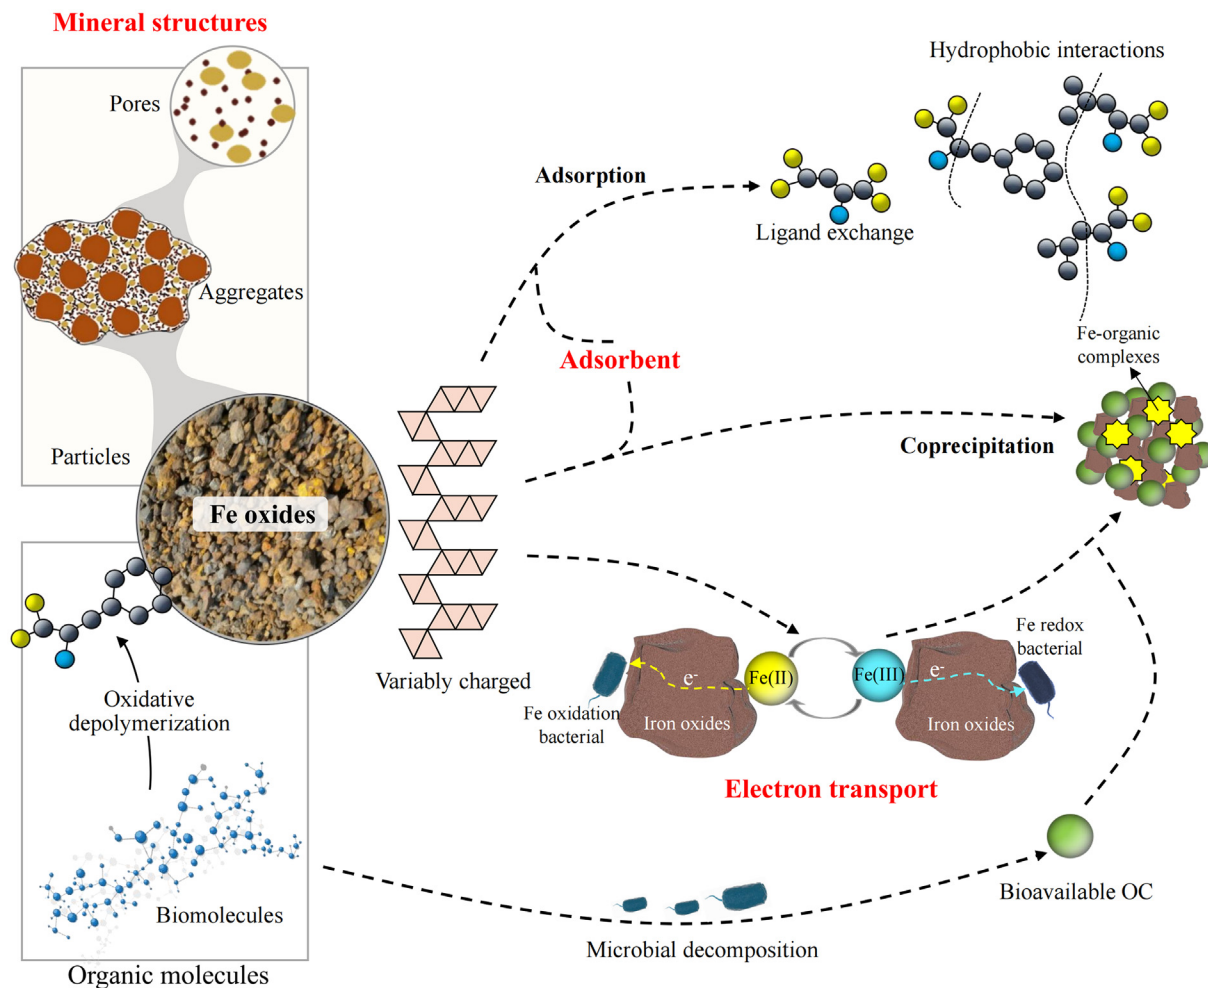 Mineral structures
Pores
Aggregates
Particles
Fe oxides
Oxidative
depolymerization
Biomolecules
Organic molecules
Variably charged
Adsorption
Ligand exchange
Hydrophobic interactions
Adsorbent
Fe-organic
complexes
Coprecipitation
Fe oxidation
bacterial
e-
Iron oxides
Fe(II)
Fe(III)
e-
Iron oxides
Fe redox
bacterial
Electron transport
Bioavailable OC
Microbial decomposition